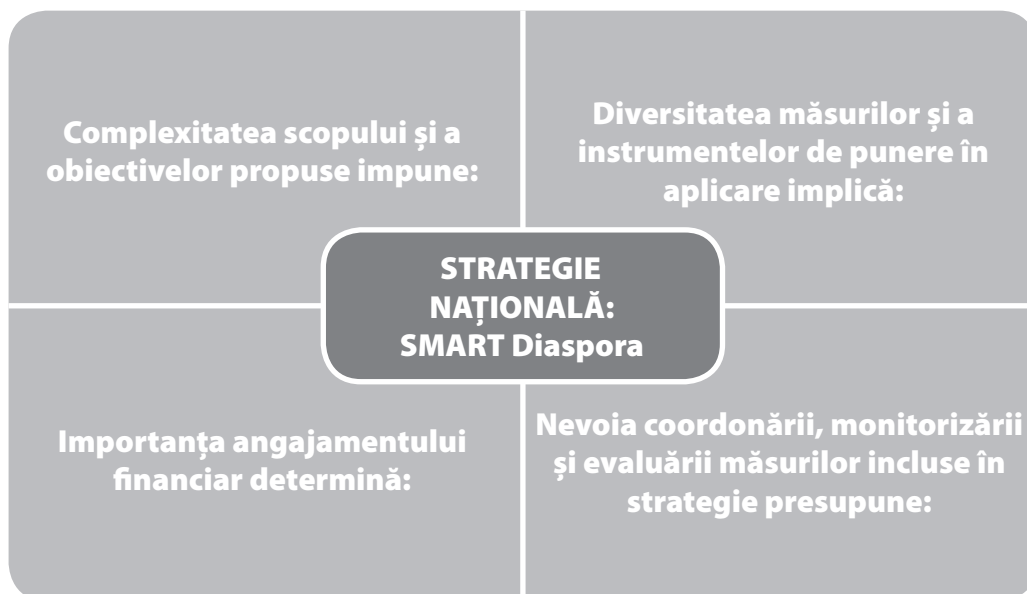 Complexitatea scopului și a
obiectivelor propuse impune:
Diversitatea măsurilor și a
instrumentelor de punere în
aplicare implică:
STRATEGIE
NAȚIONALĂ:
SMART Diaspora
Importanța angajamentului
financiar determină:
Nevoia coordonării, monitorizării
și evaluării măsurilor incluse în
strategie presupune: